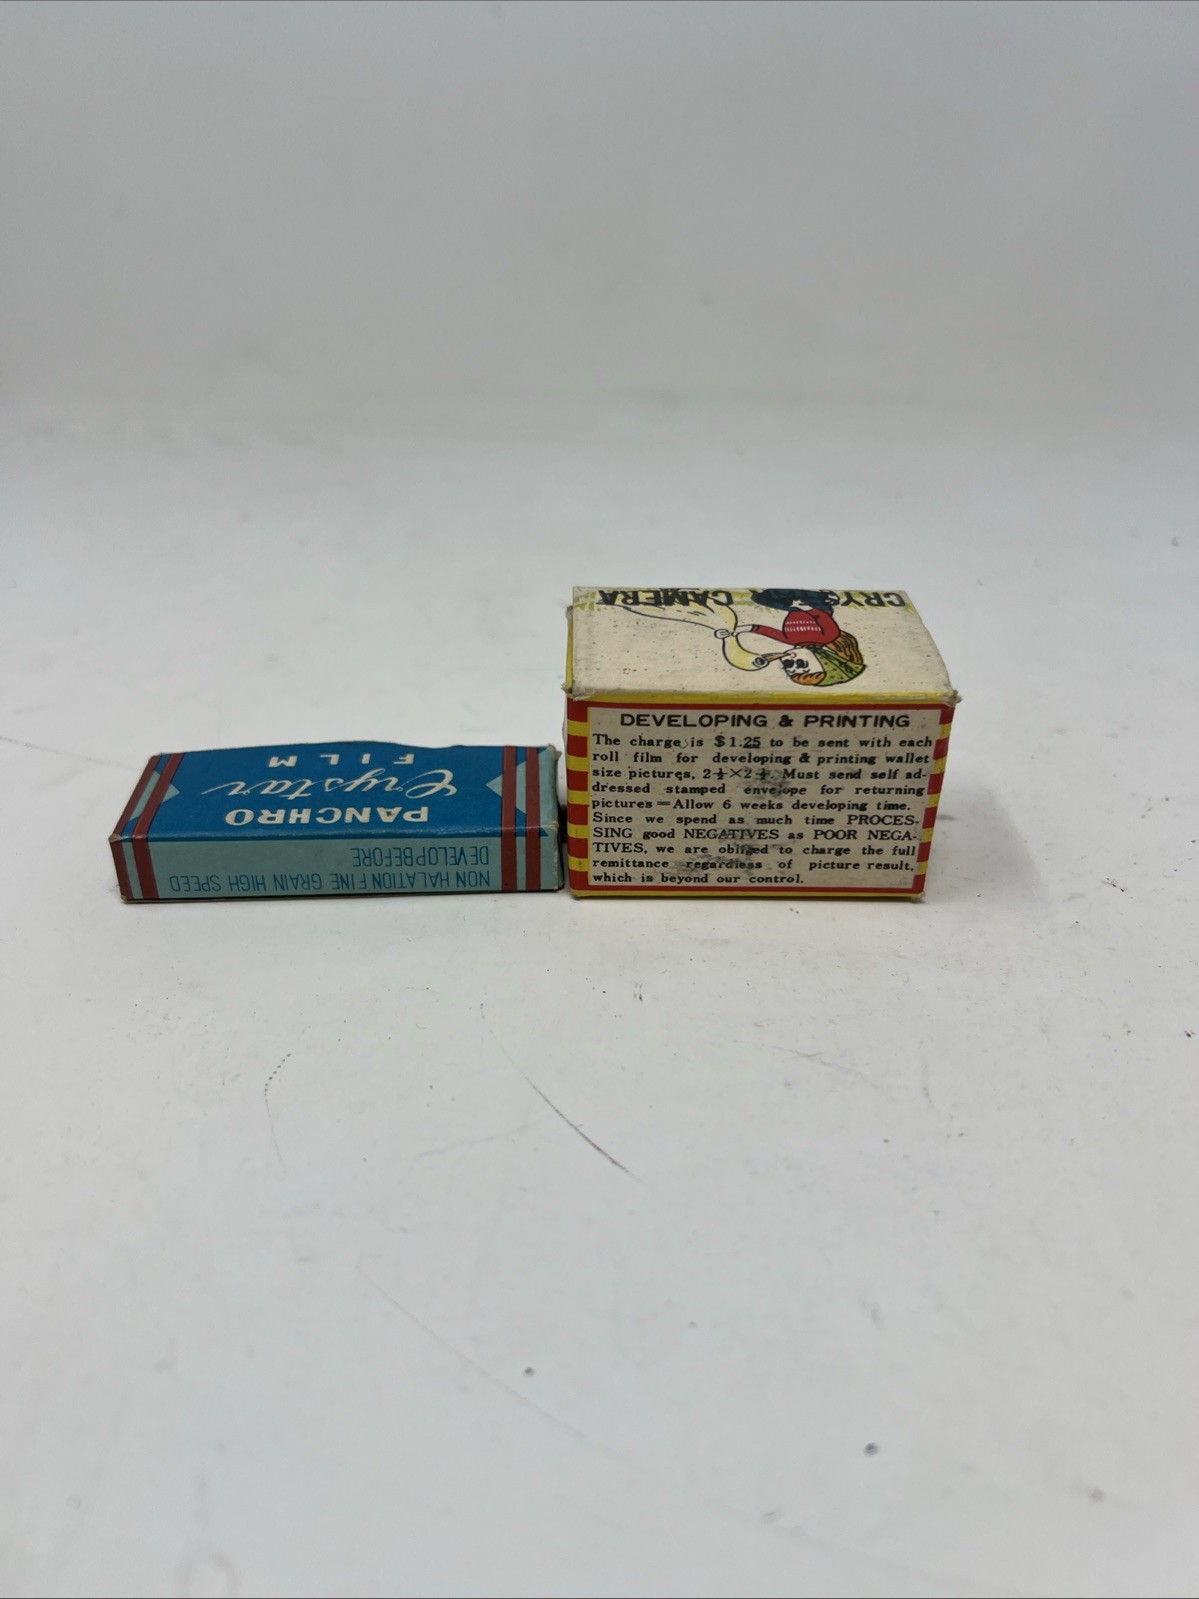 CRYSTAR CAMERA
DEVELOPING & PRINTING
The charge is $1.25 to be sent with each
roll film for developing & printing wallet
size pictures, 2¼×2¼. Must send self ad-
dressed stamped envelope for returning
pictures=Allow 6 weeks developing time.
Since we spend as much time PROCES-
SING good NEGATIVES as POOR NEGA-
TIVES, we are obliged to charge the full
remittance regardless of picture result,
which is beyond our control.
PANCHRO
Crystar
FILM
NON HALATION FINE GRAIN HIGH SPEED
DEVELOP BEFORE